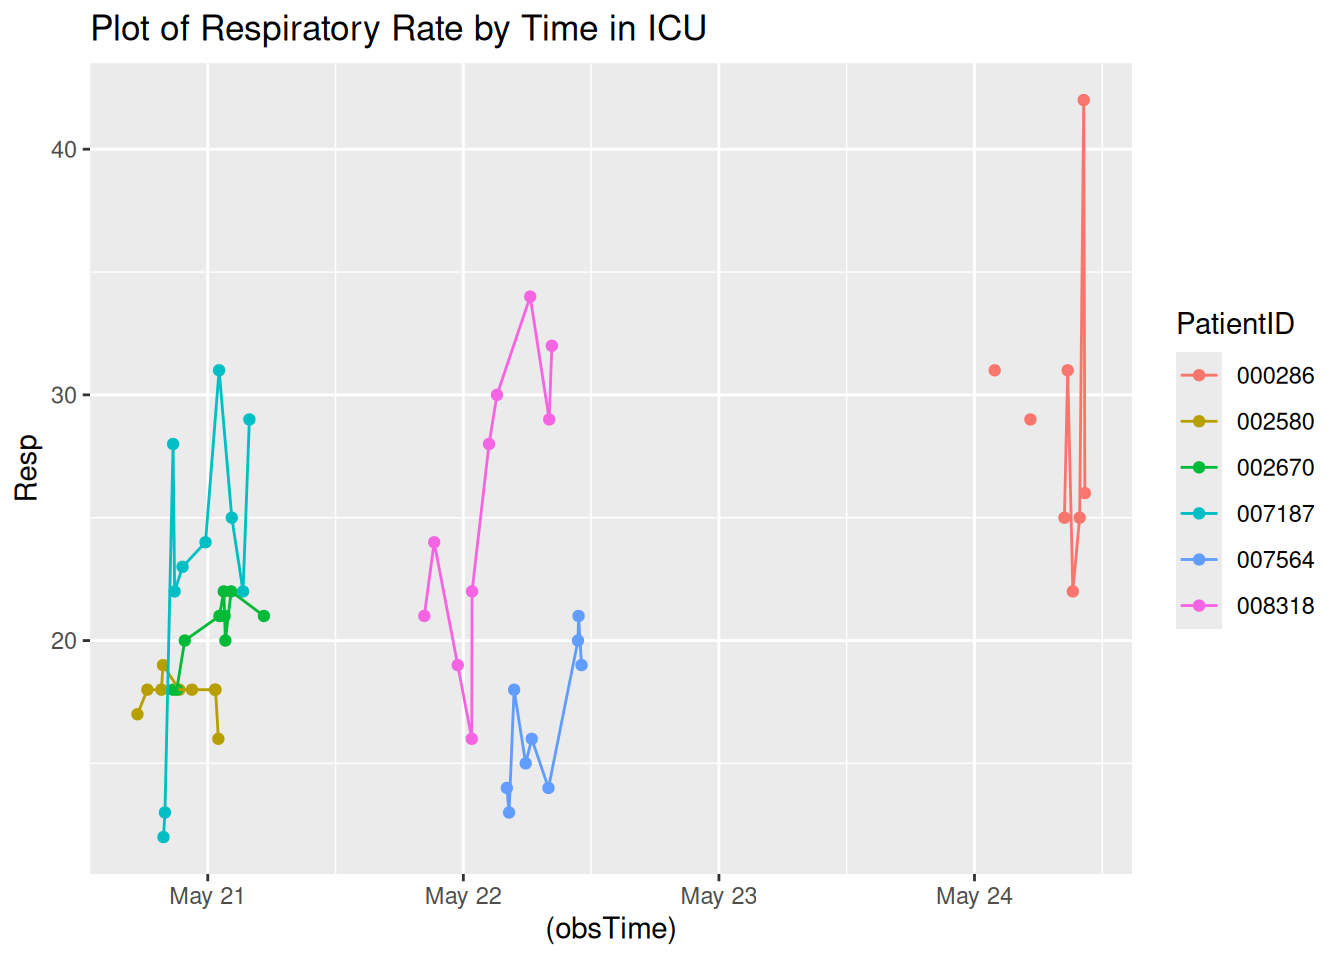 Plot of Respiratory Rate by Time in ICU
40
30
20
Resp
May 21
May 22
May 23
May 24
(obsTime)
PatientID
000286
002580
002670
007187
007564
008318